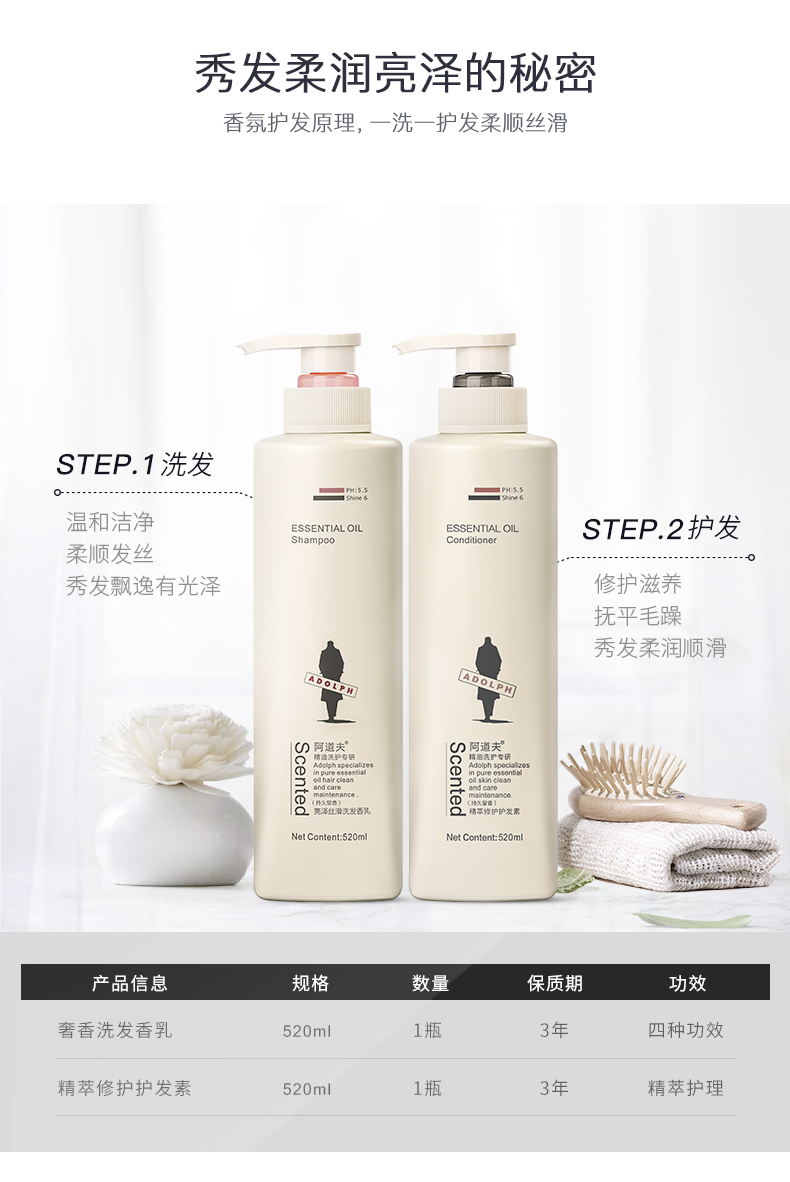 秀发柔润亮泽的秘密
香氛护发原理, 一洗一护发柔顺丝滑
STEP.1 洗发
温和洁净
柔顺发丝
秀发飘逸有光泽
STEP.2 护发
修护滋养
抚平毛躁
秀发柔润顺滑
PH:5.5
Shine 6
ESSENTIAL OIL
Shampoo
ADOLPH
Scented
阿道夫®
精油洗护专研
Adolph specializes
in pure essential
oil hair clean
and care
maintenance.
(持久留香)
亮泽丝滑洗发香乳
Net Content:520ml
PH:5.5
Shine 6
ESSENTIAL OIL
Conditioner
ADOLPH
Scented
阿道夫®
精油洗护专研
Adolph specializes
in pure essential
oil skin clean
and care
maintenance.
(持久留香)
精萃修护护发素
Net Content:520ml
产品信息 规格 数量 保质期 功效
奢香洗发香乳 520ml 1瓶 3年 四种功效
精萃修护护发素 520ml 1瓶 3年 精萃护理